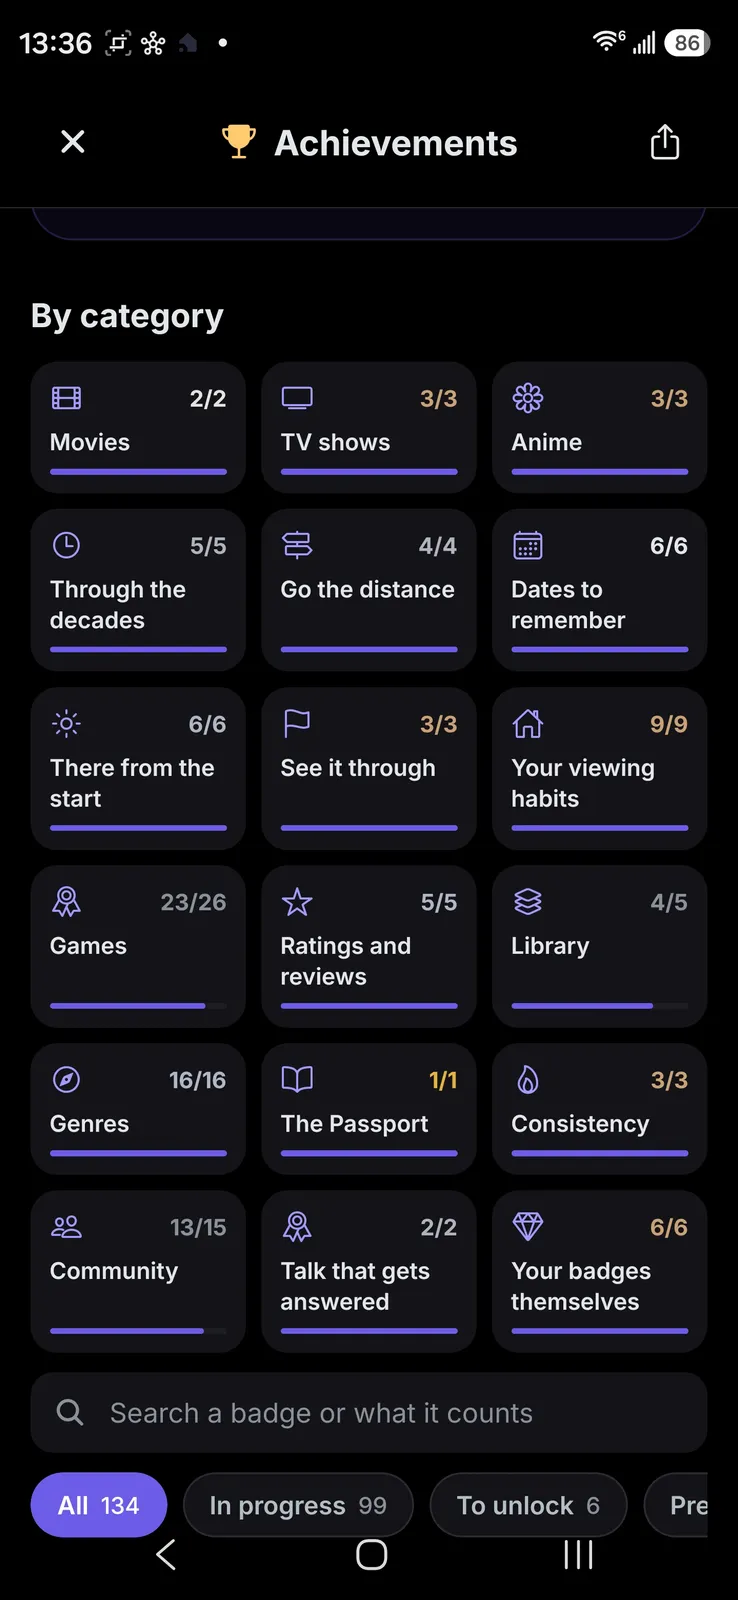 13:36
6
86
Achievements
By category
2/2
Movies
3/3
TV shows
3/3
Anime
5/5
Through the
decades
4/4
Go the distance
6/6
Dates to
remember
6/6
There from the
start
3/3
See it through
9/9
Your viewing
habits
23/26
Games
5/5
Ratings and
reviews
4/5
Library
16/16
Genres
1/1
The Passport
3/3
Consistency
13/15
Community
2/2
Talk that gets
answered
6/6
Your badges
themselves
Search a badge or what it counts
All 134
In progress 99
To unlock 6
Pre